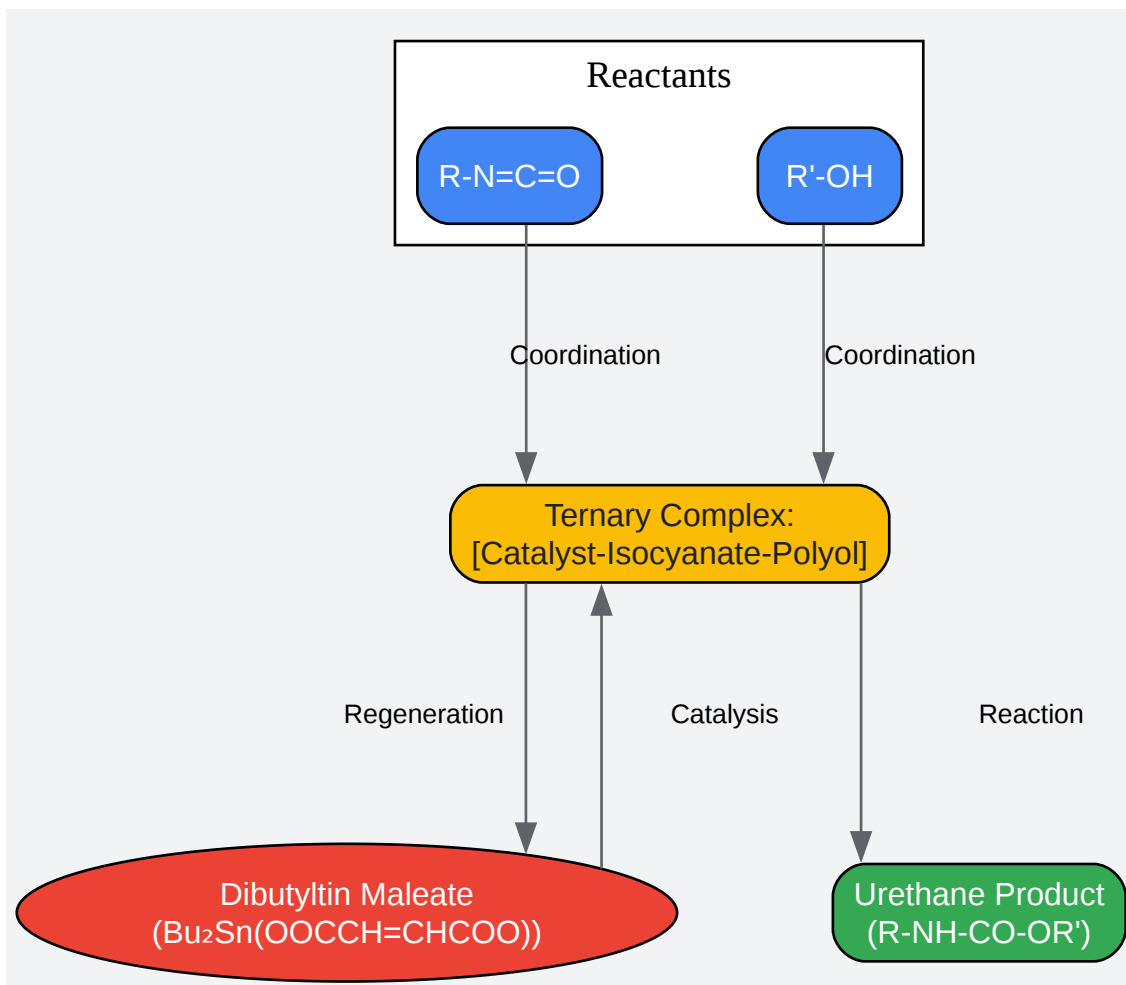 Reactants
R-N=C=O
R'-OH
Coordination
Coordination
Ternary Complex:
[Catalyst-Isocyanate-Polyol]
Regeneration
Catalysis
Reaction
Dibutyltin Maleate
(Bu₂Sn(OOCCH=CHCOO))
Urethane Product
(R-NH-CO-OR')